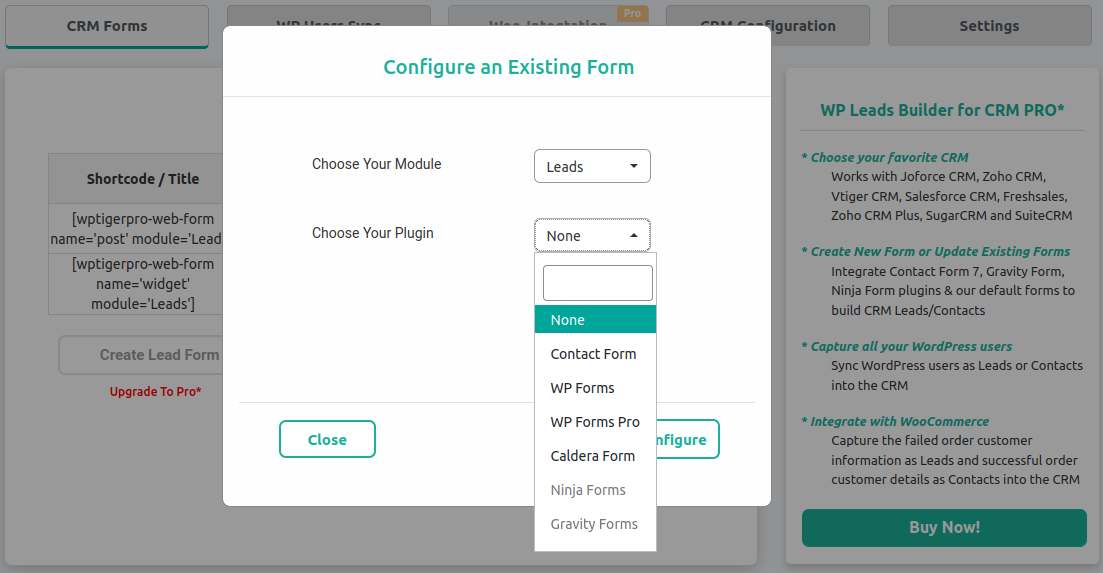 CRM Forms
WP Users Sync
Woo-Integation
Pro
CRM Configuration
Settings
Configure an Existing Form
Choose Your Module
Leads
Choose Your Plugin
None
None
Contact Form
WP Forms
WP Forms Pro
Caldera Form
Ninja Forms
Gravity Forms
Close
nfigure
Shortcode / Title
[wptigerpro-web-form
name='post' module='Lead
[wptigerpro-web-form
name='widget'
module='Leads']
Create Lead Form
Upgrade To Pro*
WP Leads Builder for CRM PRO*
* Choose your favorite CRM
Works with Joforce CRM, Zoho CRM,
Vtiger CRM, Salesforce CRM, Freshsales,
Zoho CRM Plus, SugarCRM and SuiteCRM
* Create New Form or Update Existing Forms
Integrate Contact Form 7, Gravity Form,
Ninja Form plugins & our default forms to
build CRM Leads/Contacts
* Capture all your WordPress users
Sync WordPress users as Leads or Contacts
into the CRM
* Integrate with WooCommerce
Capture the failed order customer
information as Leads and successful order
customer details as Contacts into the CRM
Buy Now!